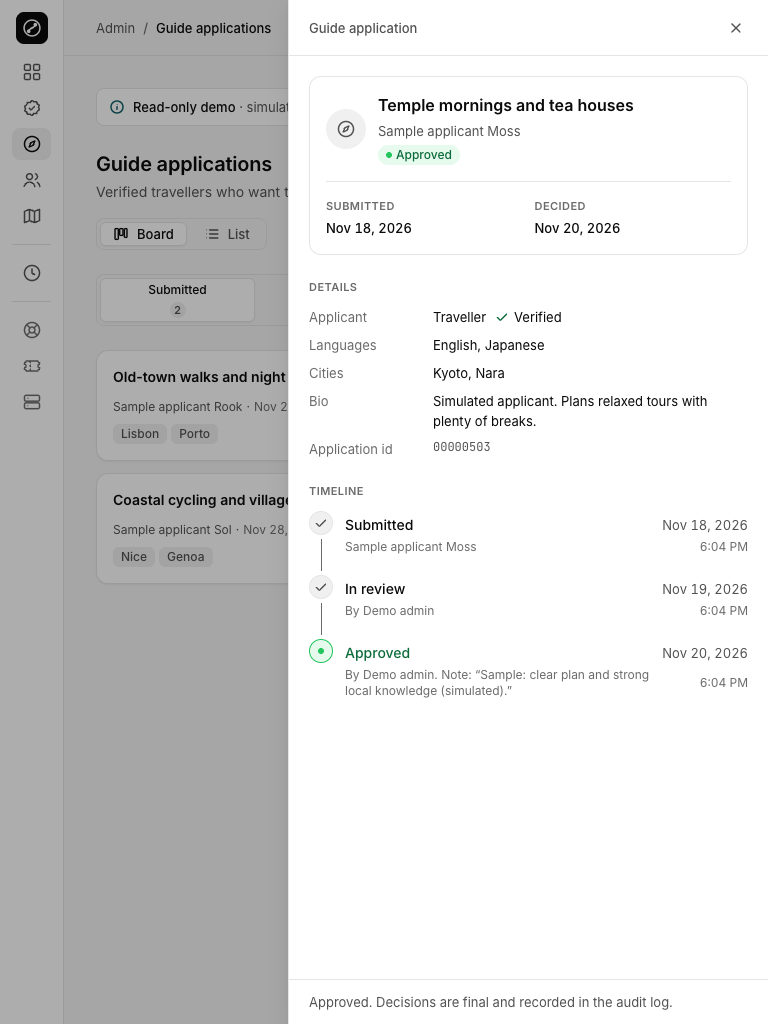 Admin / Guide applications
Read-only demo · simulat
Guide applications
Verified travellers who want t
Board List
Submitted
2
Old-town walks and night
Sample applicant Rook · Nov 2
Lisbon Porto
Coastal cycling and village
Sample applicant Sol · Nov 28,
Nice Genoa
Guide application
Temple mornings and tea houses
Sample applicant Moss
Approved
SUBMITTED DECIDED
Nov 18, 2026 Nov 20, 2026
DETAILS
Applicant Traveller Verified
Languages English, Japanese
Cities Kyoto, Nara
Bio Simulated applicant. Plans relaxed tours with
plenty of breaks.
Application id 00000503
TIMELINE
Submitted Nov 18, 2026
Sample applicant Moss 6:04 PM
In review Nov 19, 2026
By Demo admin 6:04 PM
Approved Nov 20, 2026
By Demo admin. Note: “Sample: clear plan and strong
local knowledge (simulated).” 6:04 PM
Approved. Decisions are final and recorded in the audit log.